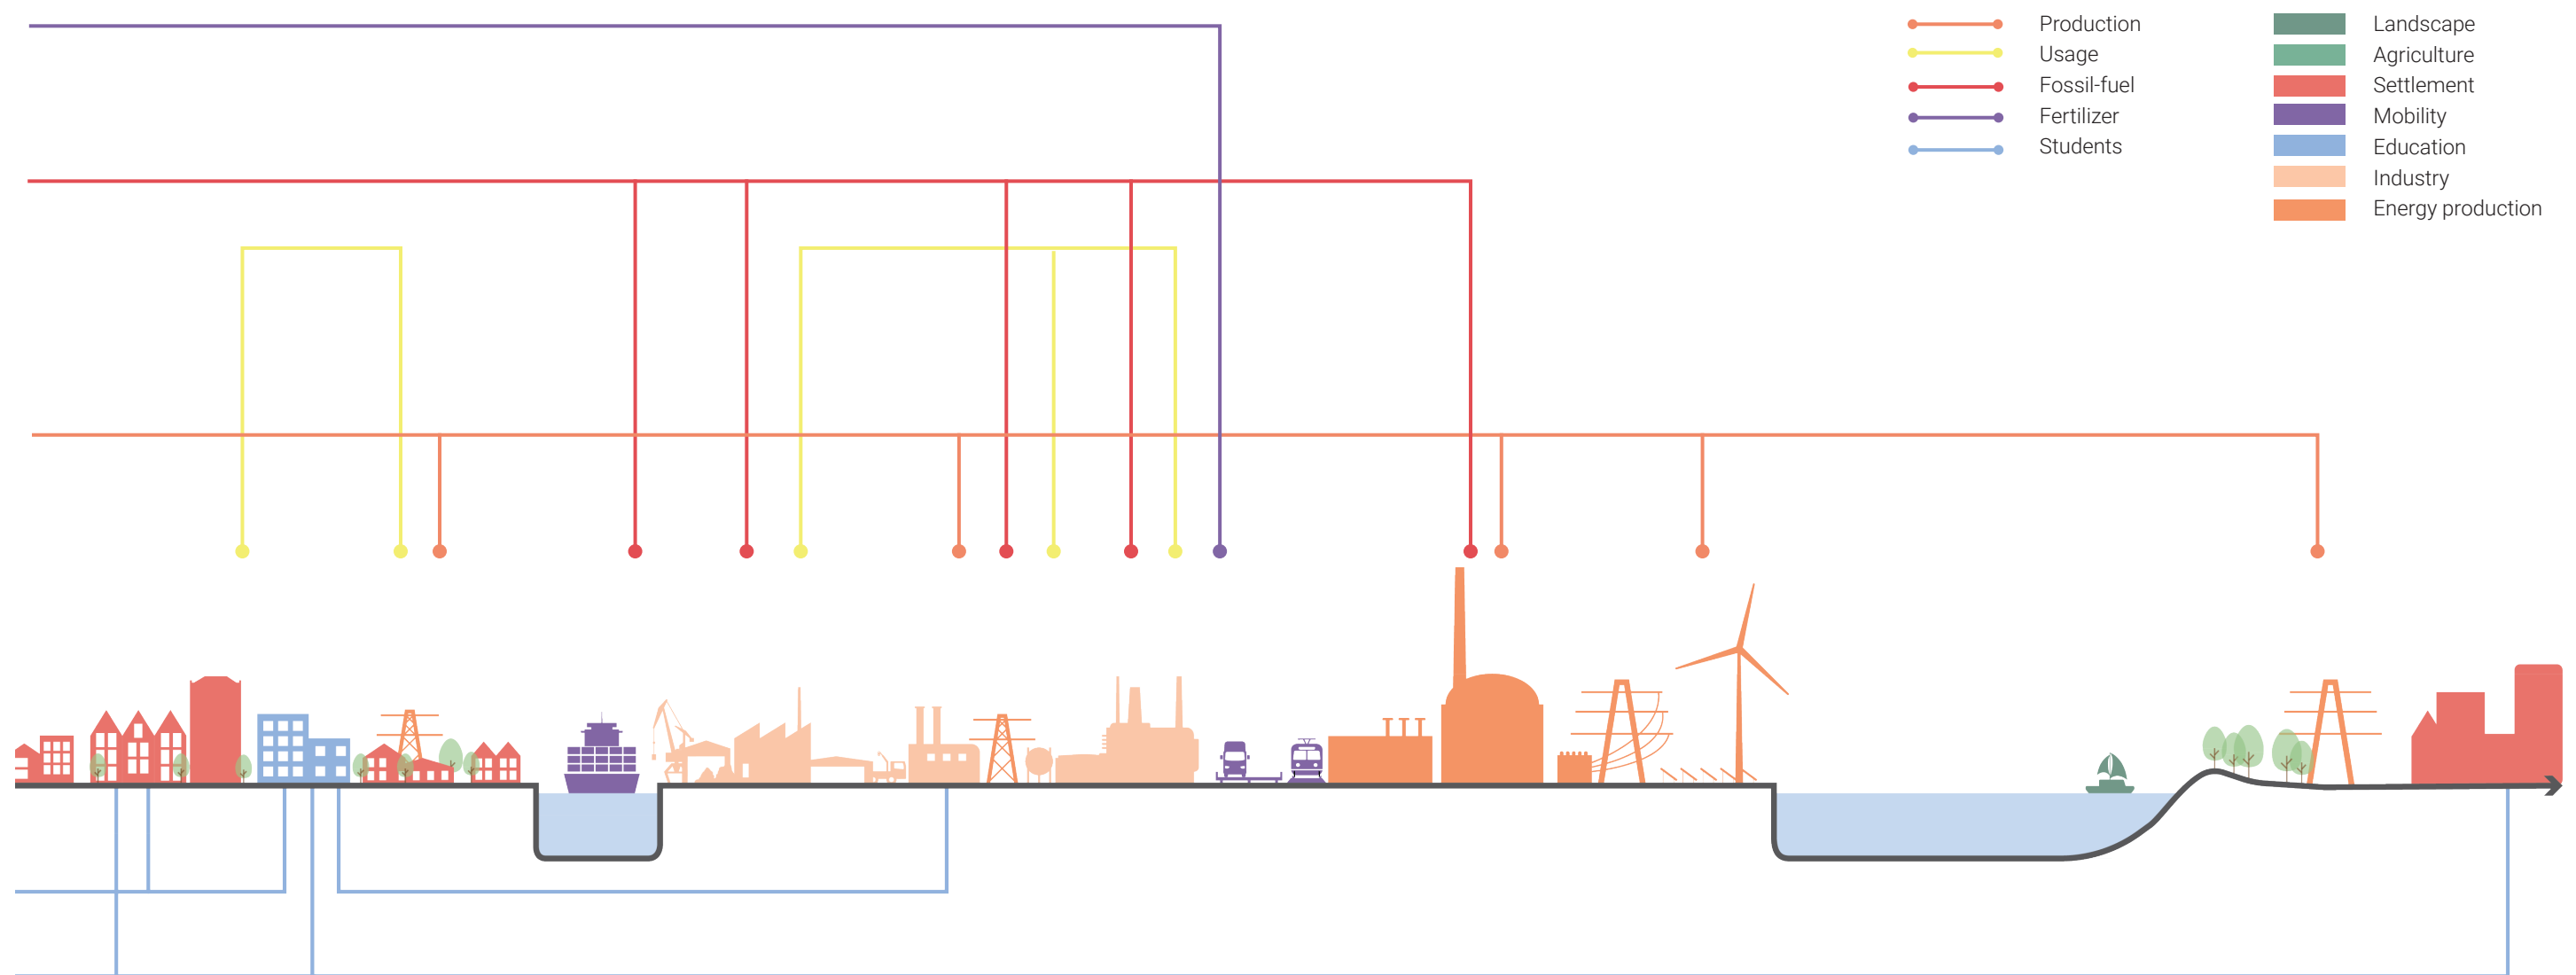 Production
Usage
Fossil-fuel
Fertilizer
Students
Landscape
Agriculture
Settlement
Mobility
Education
Industry
Energy production